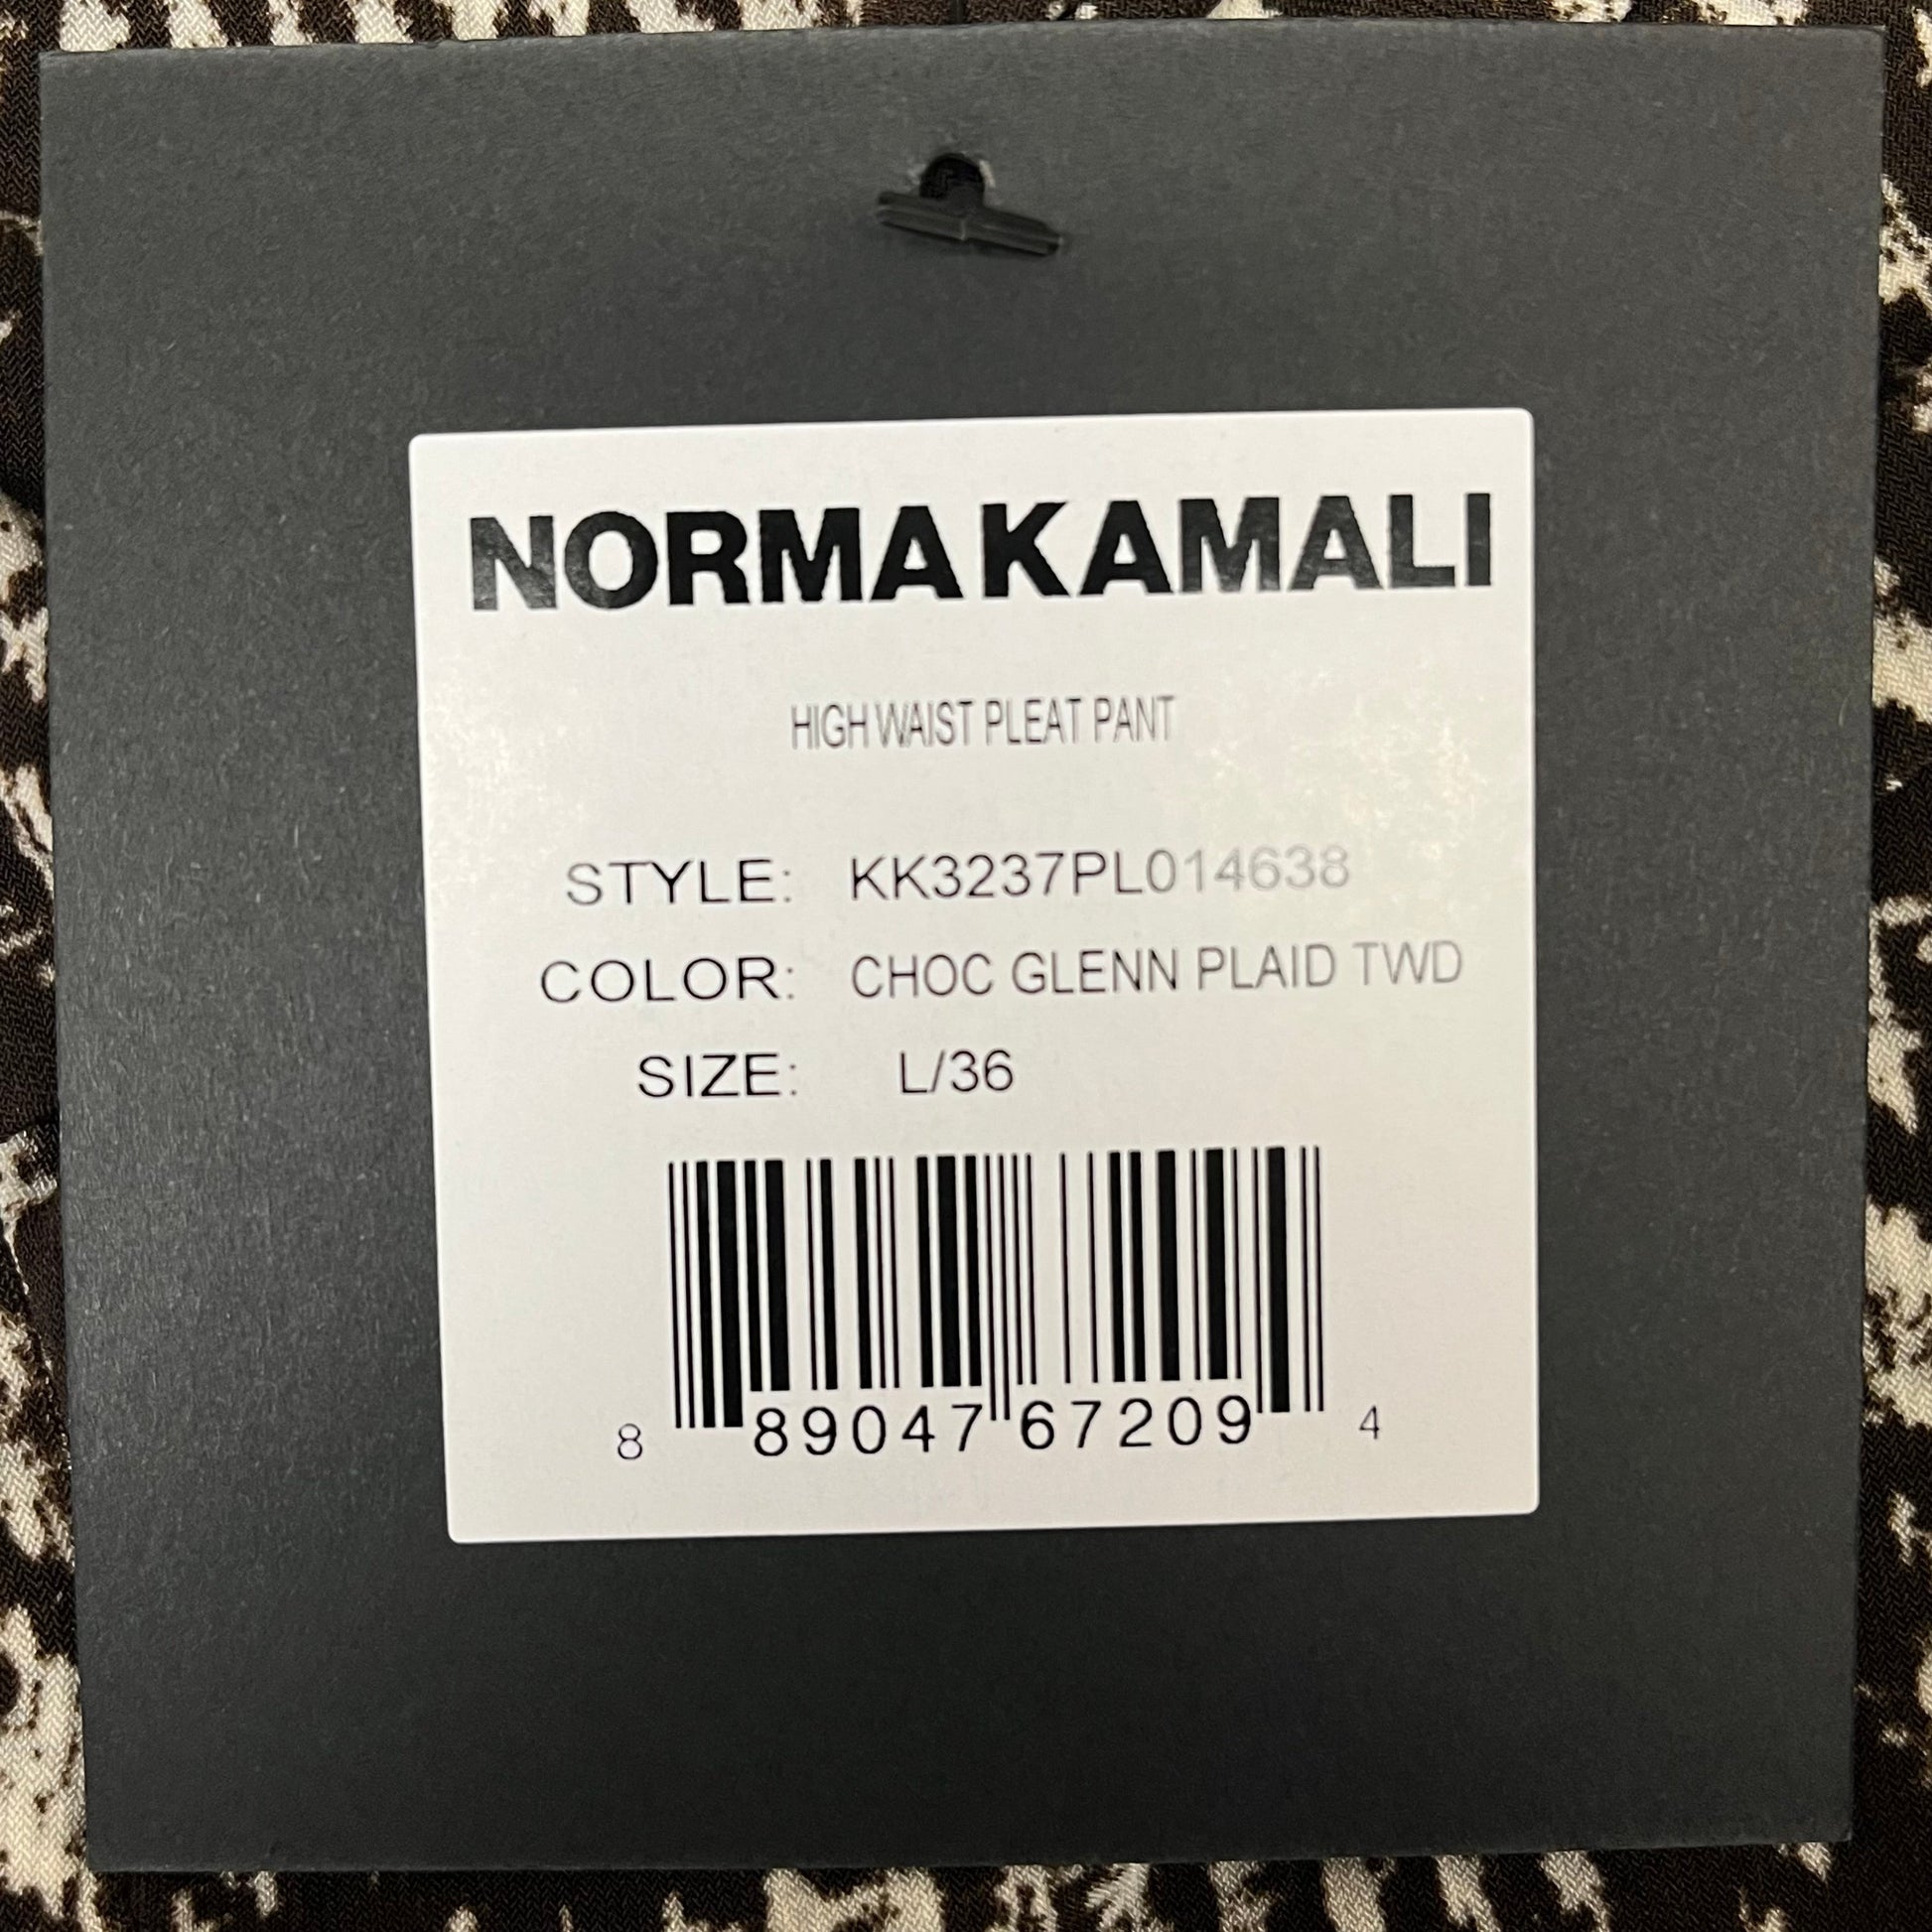 NORMA KAMALI
HIGH WAIST PLEAT PANT
STYLE: KK3237PL014638
COLOR: CHOC GLENN PLAID TWD
SIZE: L/36
8 89047 67209 4